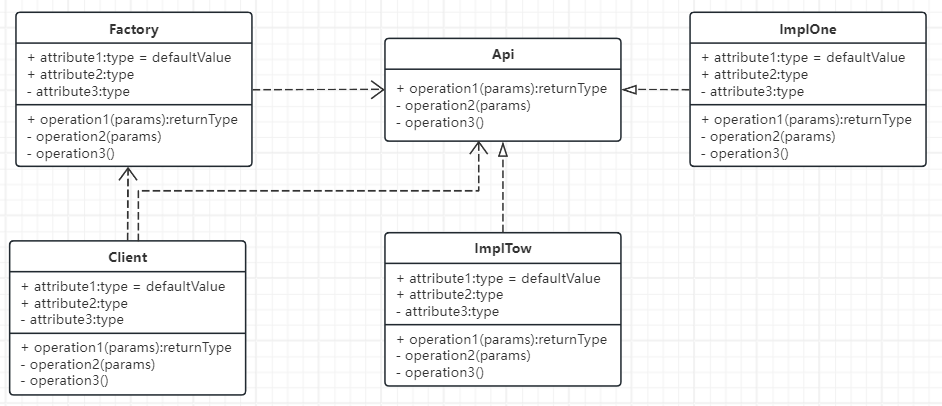 Factory
+ attribute1:type = defaultValue
+ attribute2:type
- attribute3:type
+ operation1(params):returnType
- operation2(params)
- operation3()
Api
+ operation1(params):returnType
- operation2(params)
- operation3()
ImplOne
+ attribute1:type = defaultValue
+ attribute2:type
- attribute3:type
+ operation1(params):returnType
- operation2(params)
- operation3()
Client
+ attribute1:type = defaultValue
+ attribute2:type
- attribute3:type
+ operation1(params):returnType
- operation2(params)
- operation3()
ImplTow
+ attribute1:type = defaultValue
+ attribute2:type
- attribute3:type
+ operation1(params):returnType
- operation2(params)
- operation3()